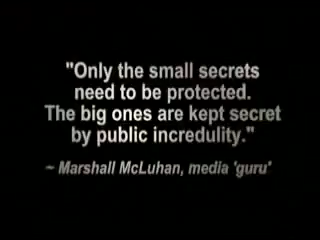 "Only the small secrets
need to be protected.
The big ones are kept secret
by public incredulity."
~ Marshall McLuhan, media 'guru'